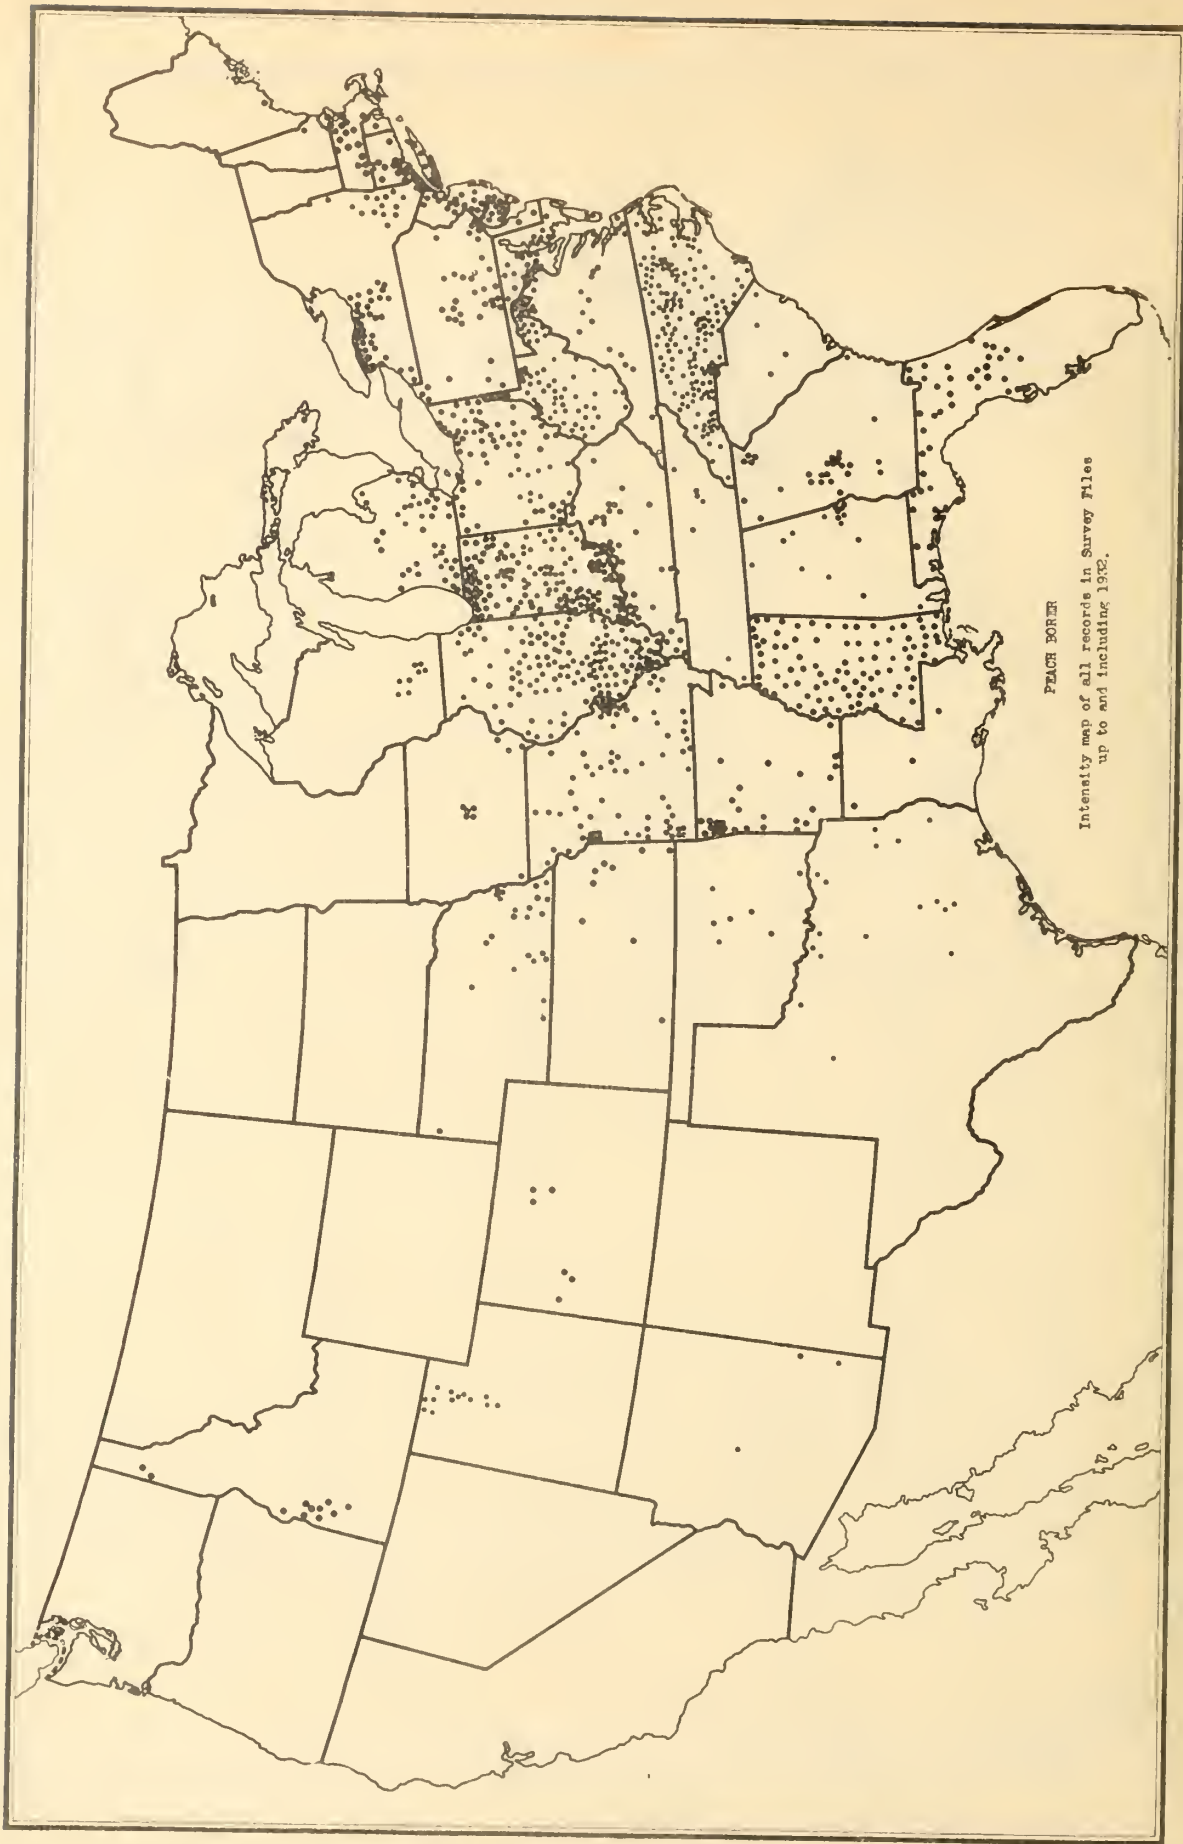 PEACH BORER
Intensity map of all records in Survey Files
up to and including 1932.